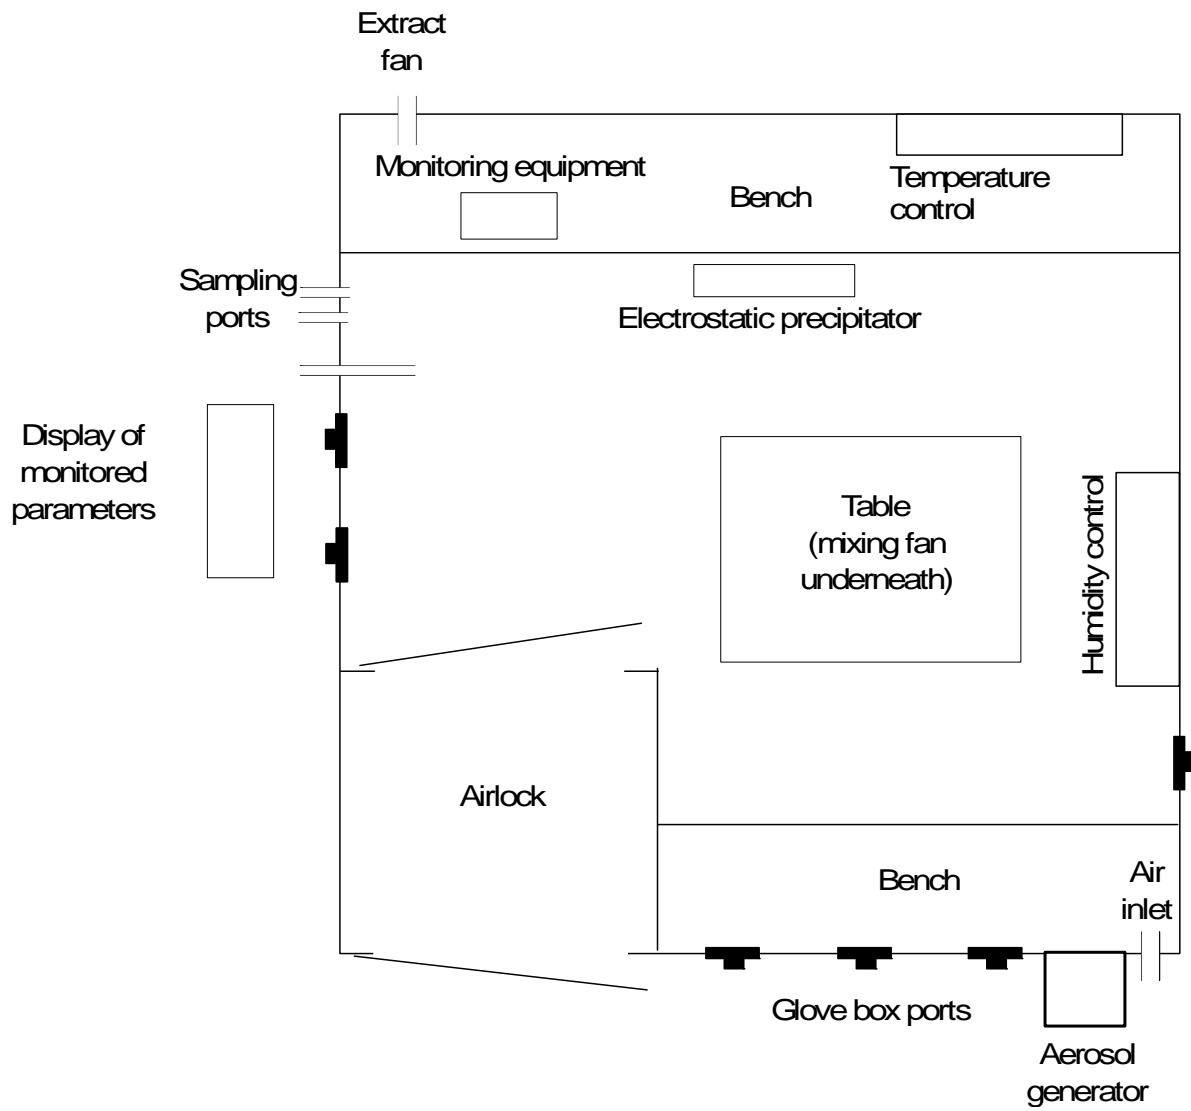 Extract
fan
Monitoring equipment
Bench
Temperature
control
Sampling
ports
Electrostatic precipitator
Display of
monitored
parameters
Table
(mixing fan
underneath)
Humidity control
Airlock
Bench
Air
inlet
Glove box ports
Aerosol
generator